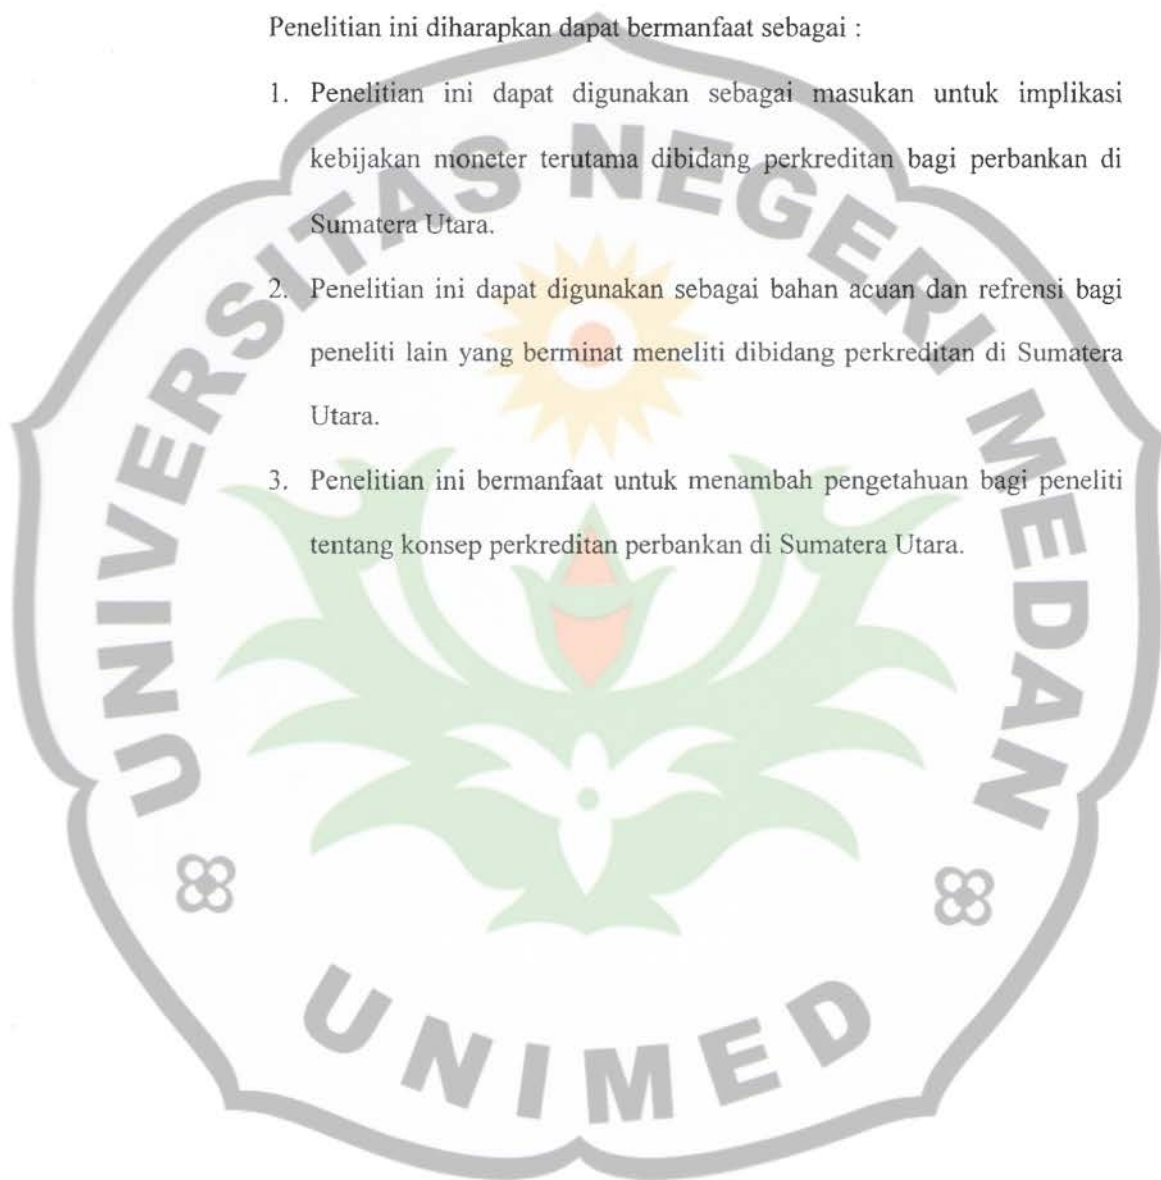 Penelitian ini diharapkan dapat bermanfaat sebagai :
1. Penelitian ini dapat digunakan sebagai masukan untuk implikasi
kebijakan moneter terutama dibidang perkreditan bagi perbankan di
Sumatera Utara.
2. Penelitian ini dapat digunakan sebagai bahan acuan dan refrensi bagi
peneliti lain yang berminat meneliti dibidang perkreditan di Sumatera
Utara.
3. Penelitian ini bermanfaat untuk menambah pengetahuan bagi peneliti
tentang konsep perkreditan perbankan di Sumatera Utara.
UNIVERSITAS NEGERI MEDAN
UNIMED